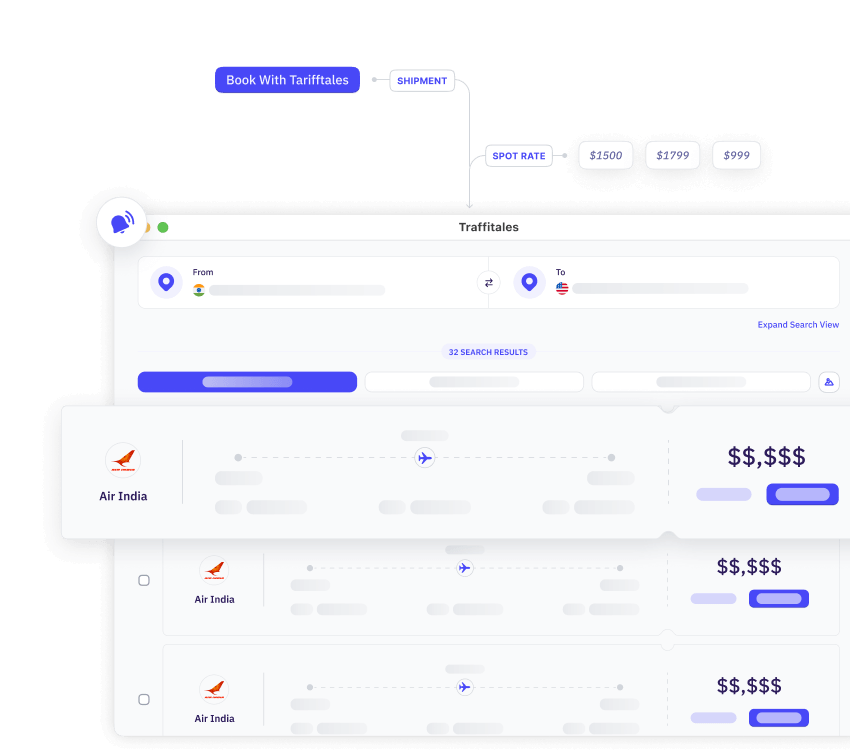 Book With Tarifftales
SHIPMENT
SPOT RATE
$1500
$1799
$999
Traffitales
From
To
Expand Search View
32 SEARCH RESULTS
Air India
$$,$$$
Air India
$$,$$$
Air India
$$,$$$